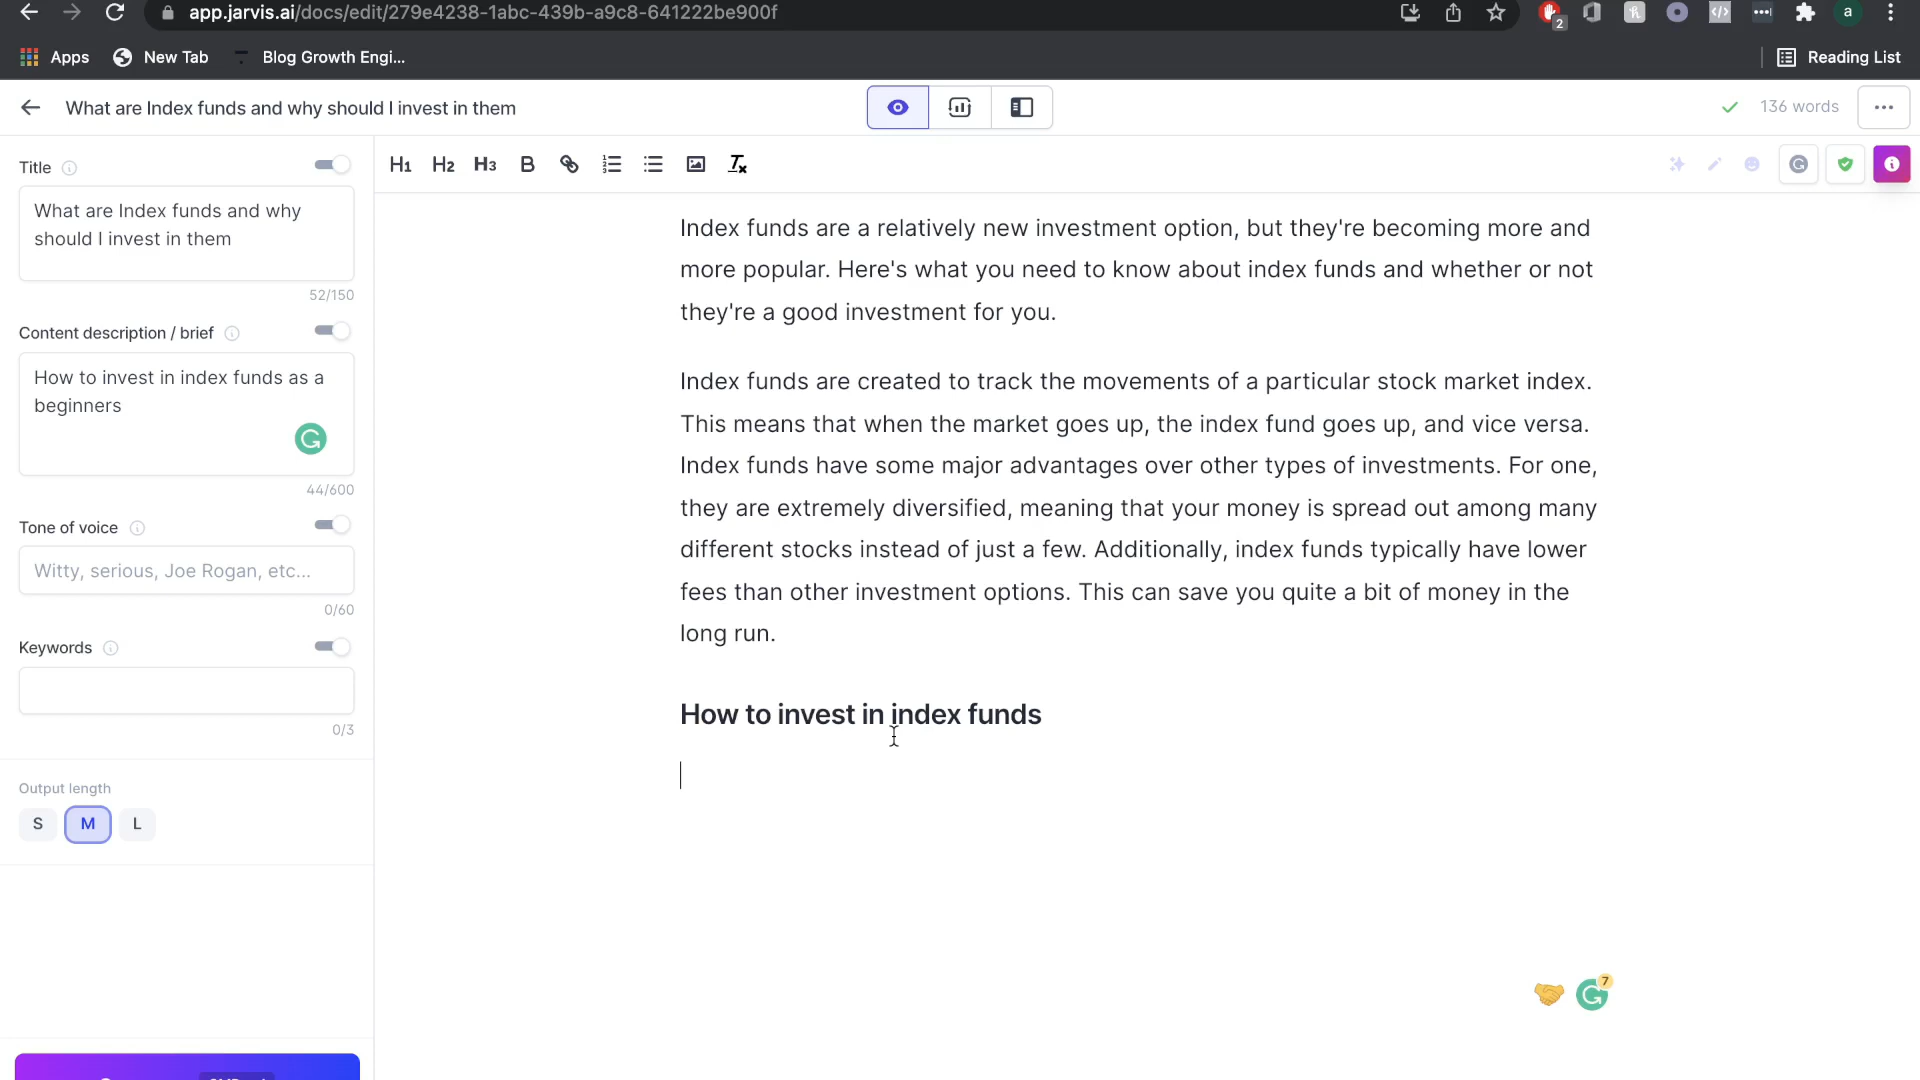 app.jarvis.ai/docs/edit/279e4238-1abc-439b-a9c8-641222be900f
2
a
Apps
New Tab
Blog Growth Engi...
Reading List
What are Index funds and why should I invest in them
136 words
Title
H1 H2 H3 B
What are Index funds and why
should I invest in them
52/150
Content description / brief
How to invest in index funds as a
beginners
44/600
Tone of voice
Witty, serious, Joe Rogan, etc...
0/60
Keywords
0/3
Output length
S M L
Index funds are a relatively new investment option, but they're becoming more and
more popular. Here's what you need to know about index funds and whether or not
they're a good investment for you.
Index funds are created to track the movements of a particular stock market index.
This means that when the market goes up, the index fund goes up, and vice versa.
Index funds have some major advantages over other types of investments. For one,
they are extremely diversified, meaning that your money is spread out among many
different stocks instead of just a few. Additionally, index funds typically have lower
fees than other investment options. This can save you quite a bit of money in the
long run.
How to invest in index funds
7